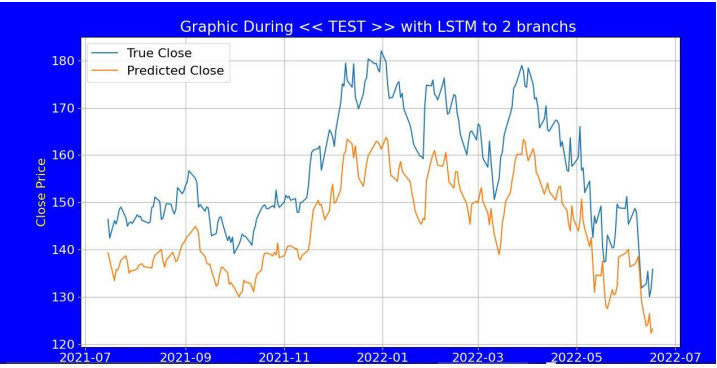 Graphic During << TEST >> with LSTM to 2 branchs
True Close
Predicted Close
Close Price
180
170
160
150
140
130
120
2021-07 2021-09 2021-11 2022-01 2022-03 2022-05 2022-07